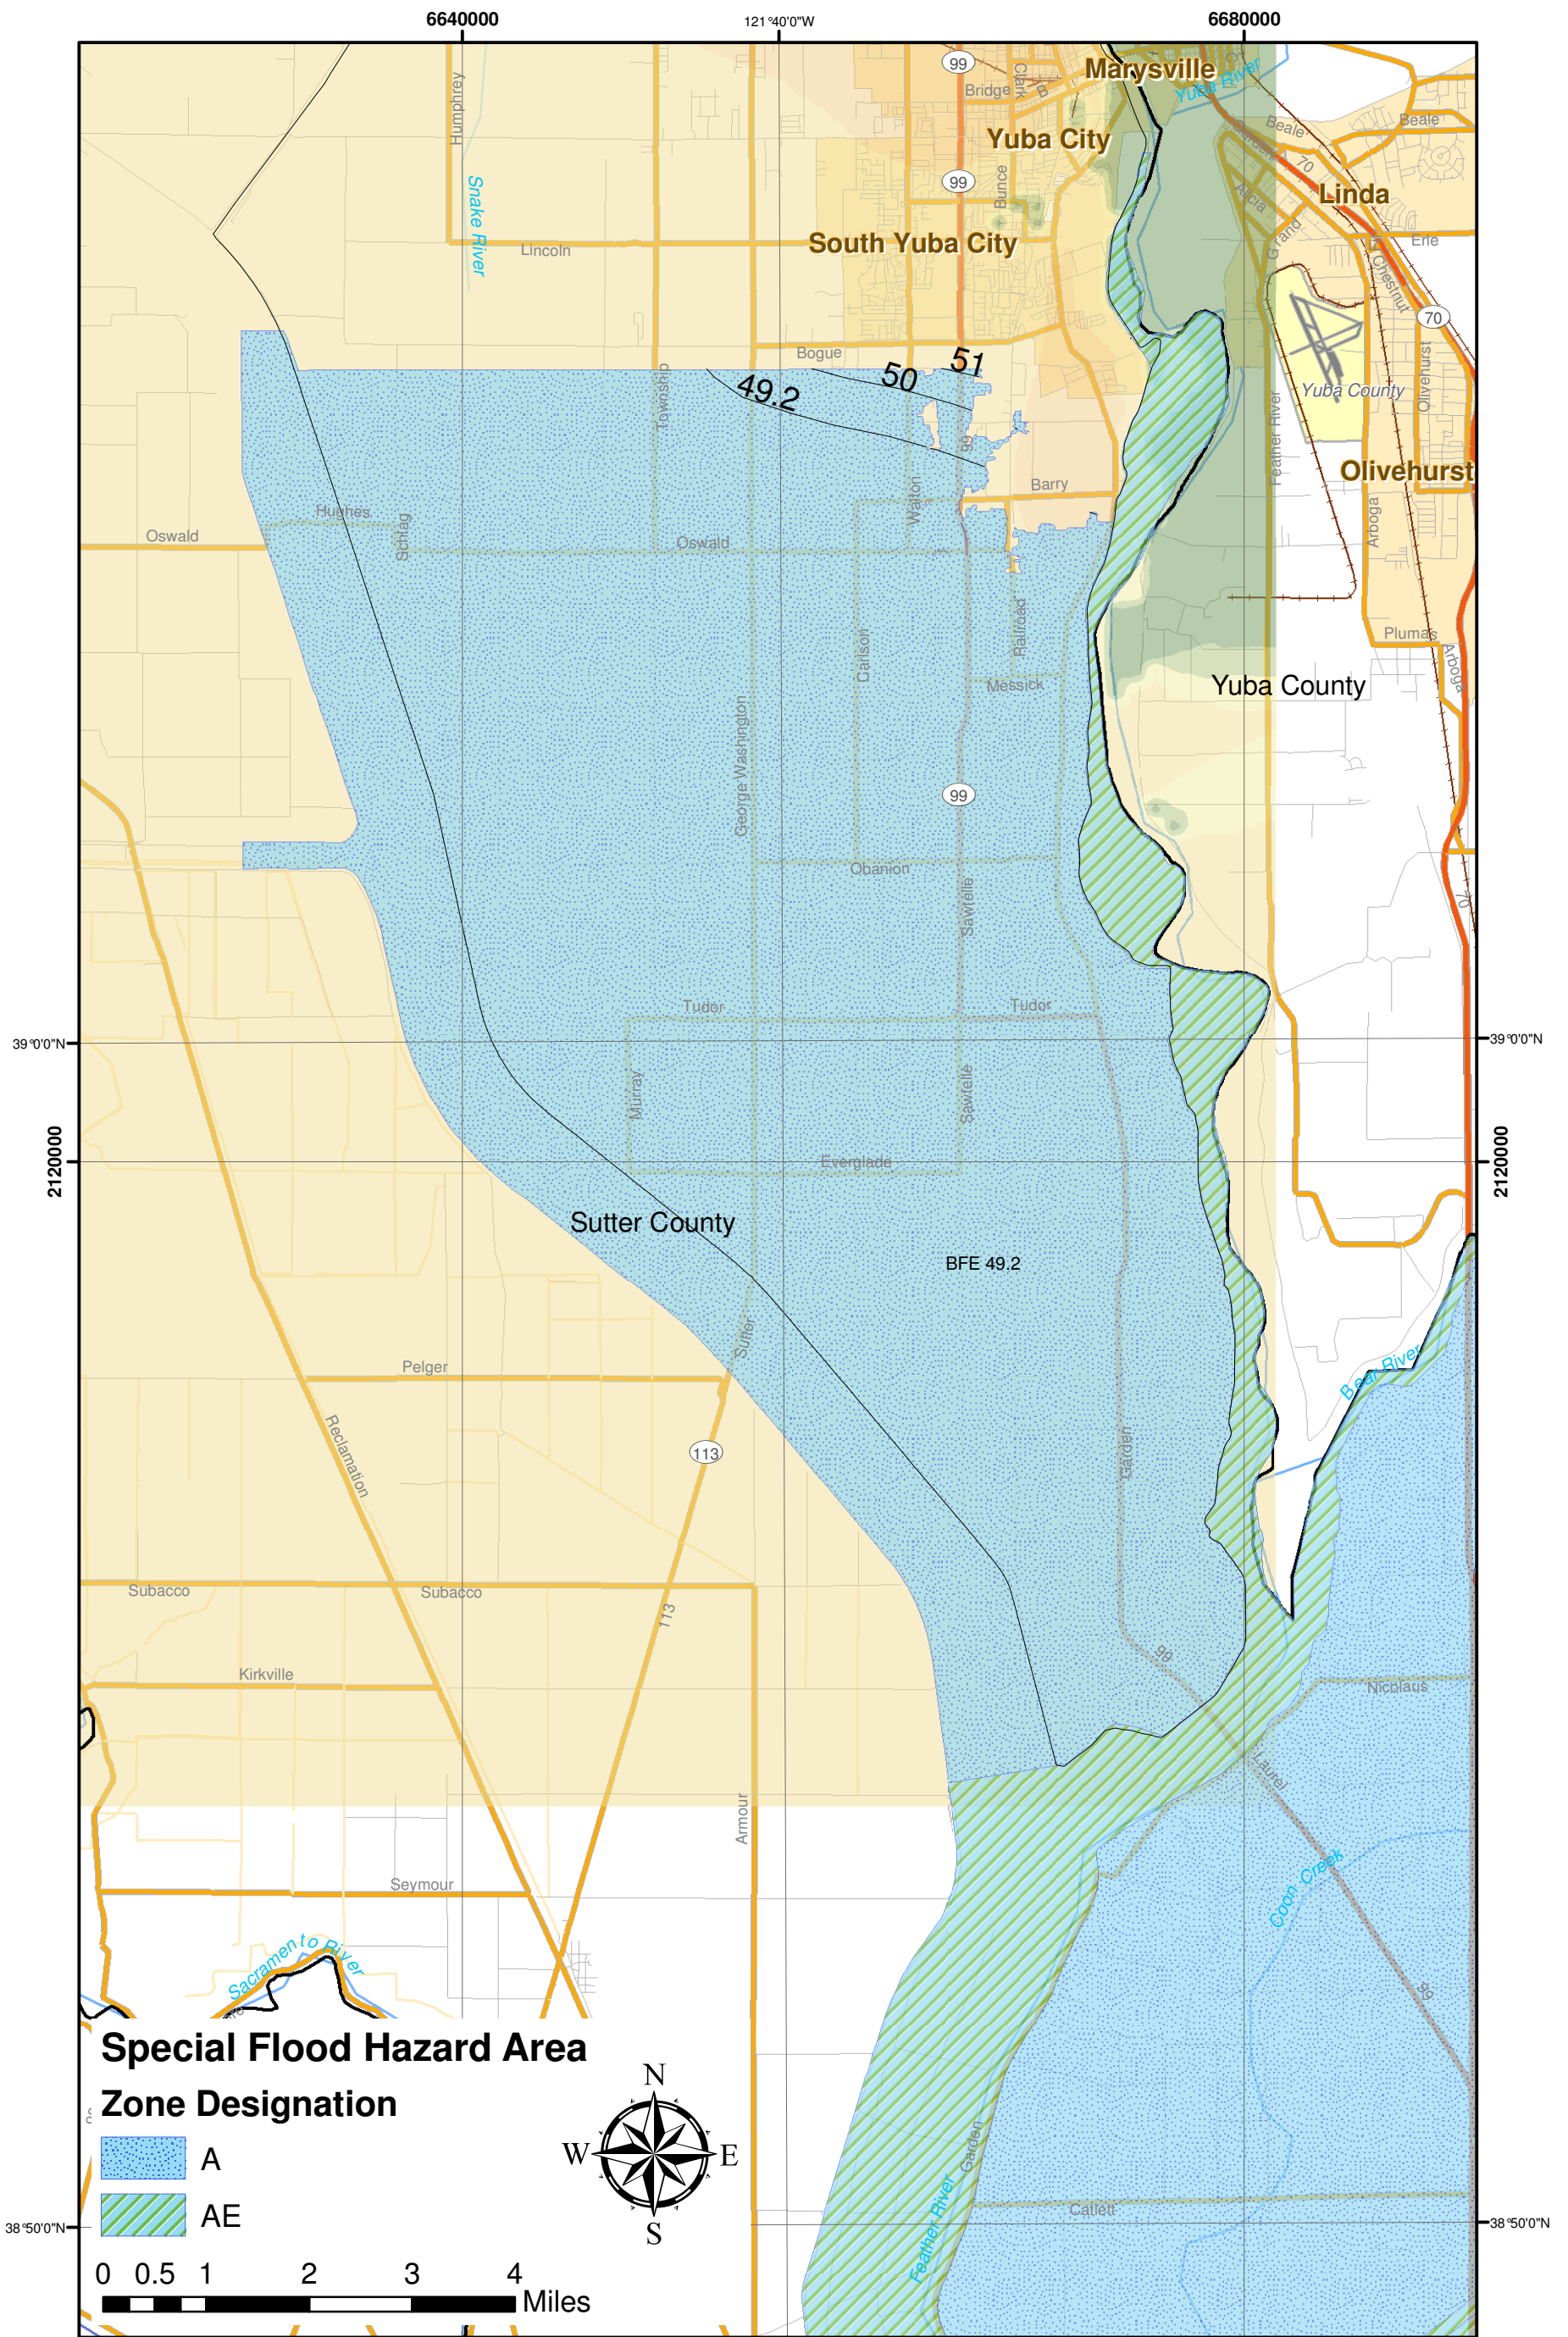 6640000
121°40'0"W
6680000
99
Marysville
Yuba River
Humphrey
Clark
Bridge
B
Beale
Beale
Yuba City
Garden
70
99
Bunce
Linda
Alicia
Snake River
South Yuba City
Lincoln
Grand
Erie
Chestnut
70
Bogue
51
50
49.2
Township
Yuba County
Olivehurst
Feather River
99
Olivehurst
Barry
Walton
Hughes
Schlag
Oswald
Oswald
Arboga
Railroad
Carlson
Plumas
Arboga
Messick
Yuba County
George Washington
99
Obanion
Sawtelle
70
Tudor
Tudor
39°0'0"N
39°0'0"N
Murray
Sawtelle
2120000
2120000
Everglade
Sutter County
BFE 49.2
Sutter
Bear River
Pelger
Reclamation
113
Garden
Subacco
Subacco
113
99
Kirkville
Nicolaus
Laurel
Armour
Seymour
Coon Creek
Sacramento River
99
Special Flood Hazard Area
Zone Designation
A
AE
N
W
E
S
Garden
Feather River
Catlett
38°50'0"N
38°50'0"N
0 0.5 1 2 3 4
Miles